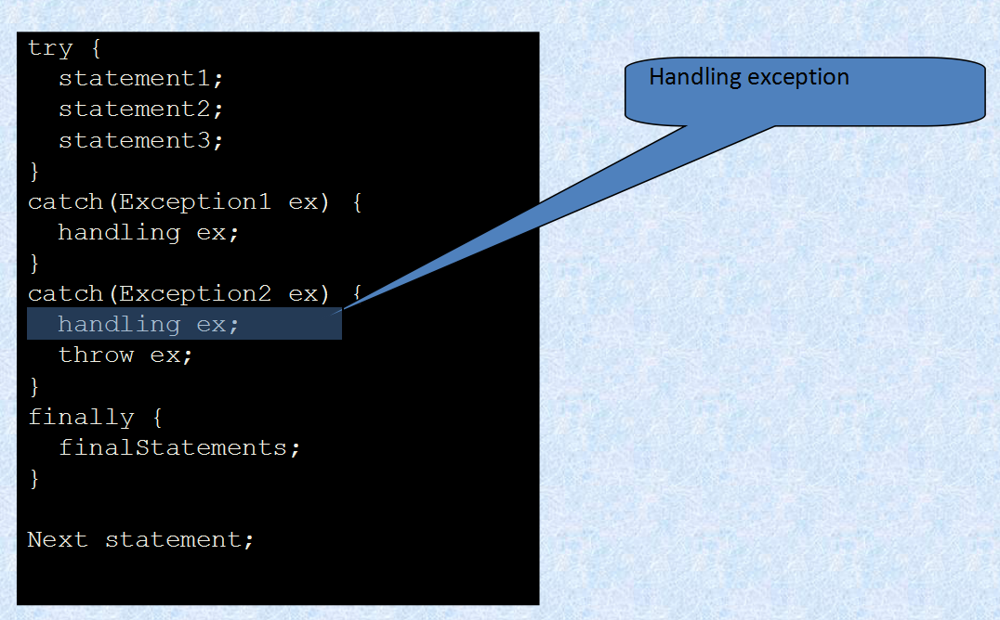 try {
  statement1;
  statement2;
  statement3;
}
catch(Exception1 ex) {
  handling ex;
}
catch(Exception2 ex) {
  handling ex;
  throw ex;
}
finally {
  finalStatements;
}

Next statement;
Handling exception